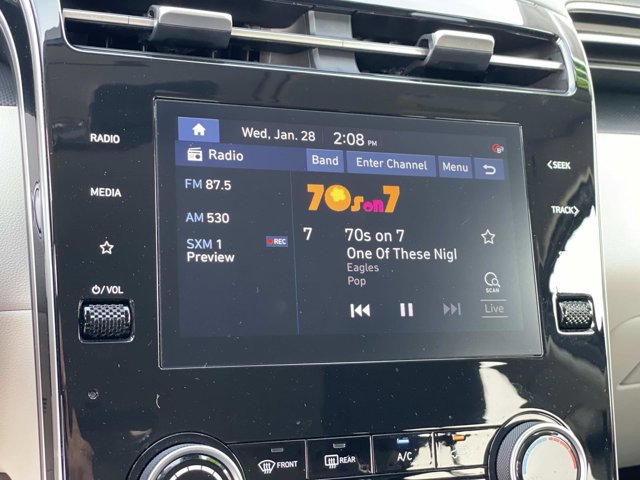 Wed, Jan. 28 2:08 PM
RADIO
Radio Band Enter Channel Menu
<SEEK
FM 87.5
MEDIA
70s on 7
AM 530
TRACK>
7 70s on 7
SXM 1 REC
Preview
One Of These Nigl
Eagles
Pop
SCAN
⏻/VOL
Live
FRONT REAR A/C